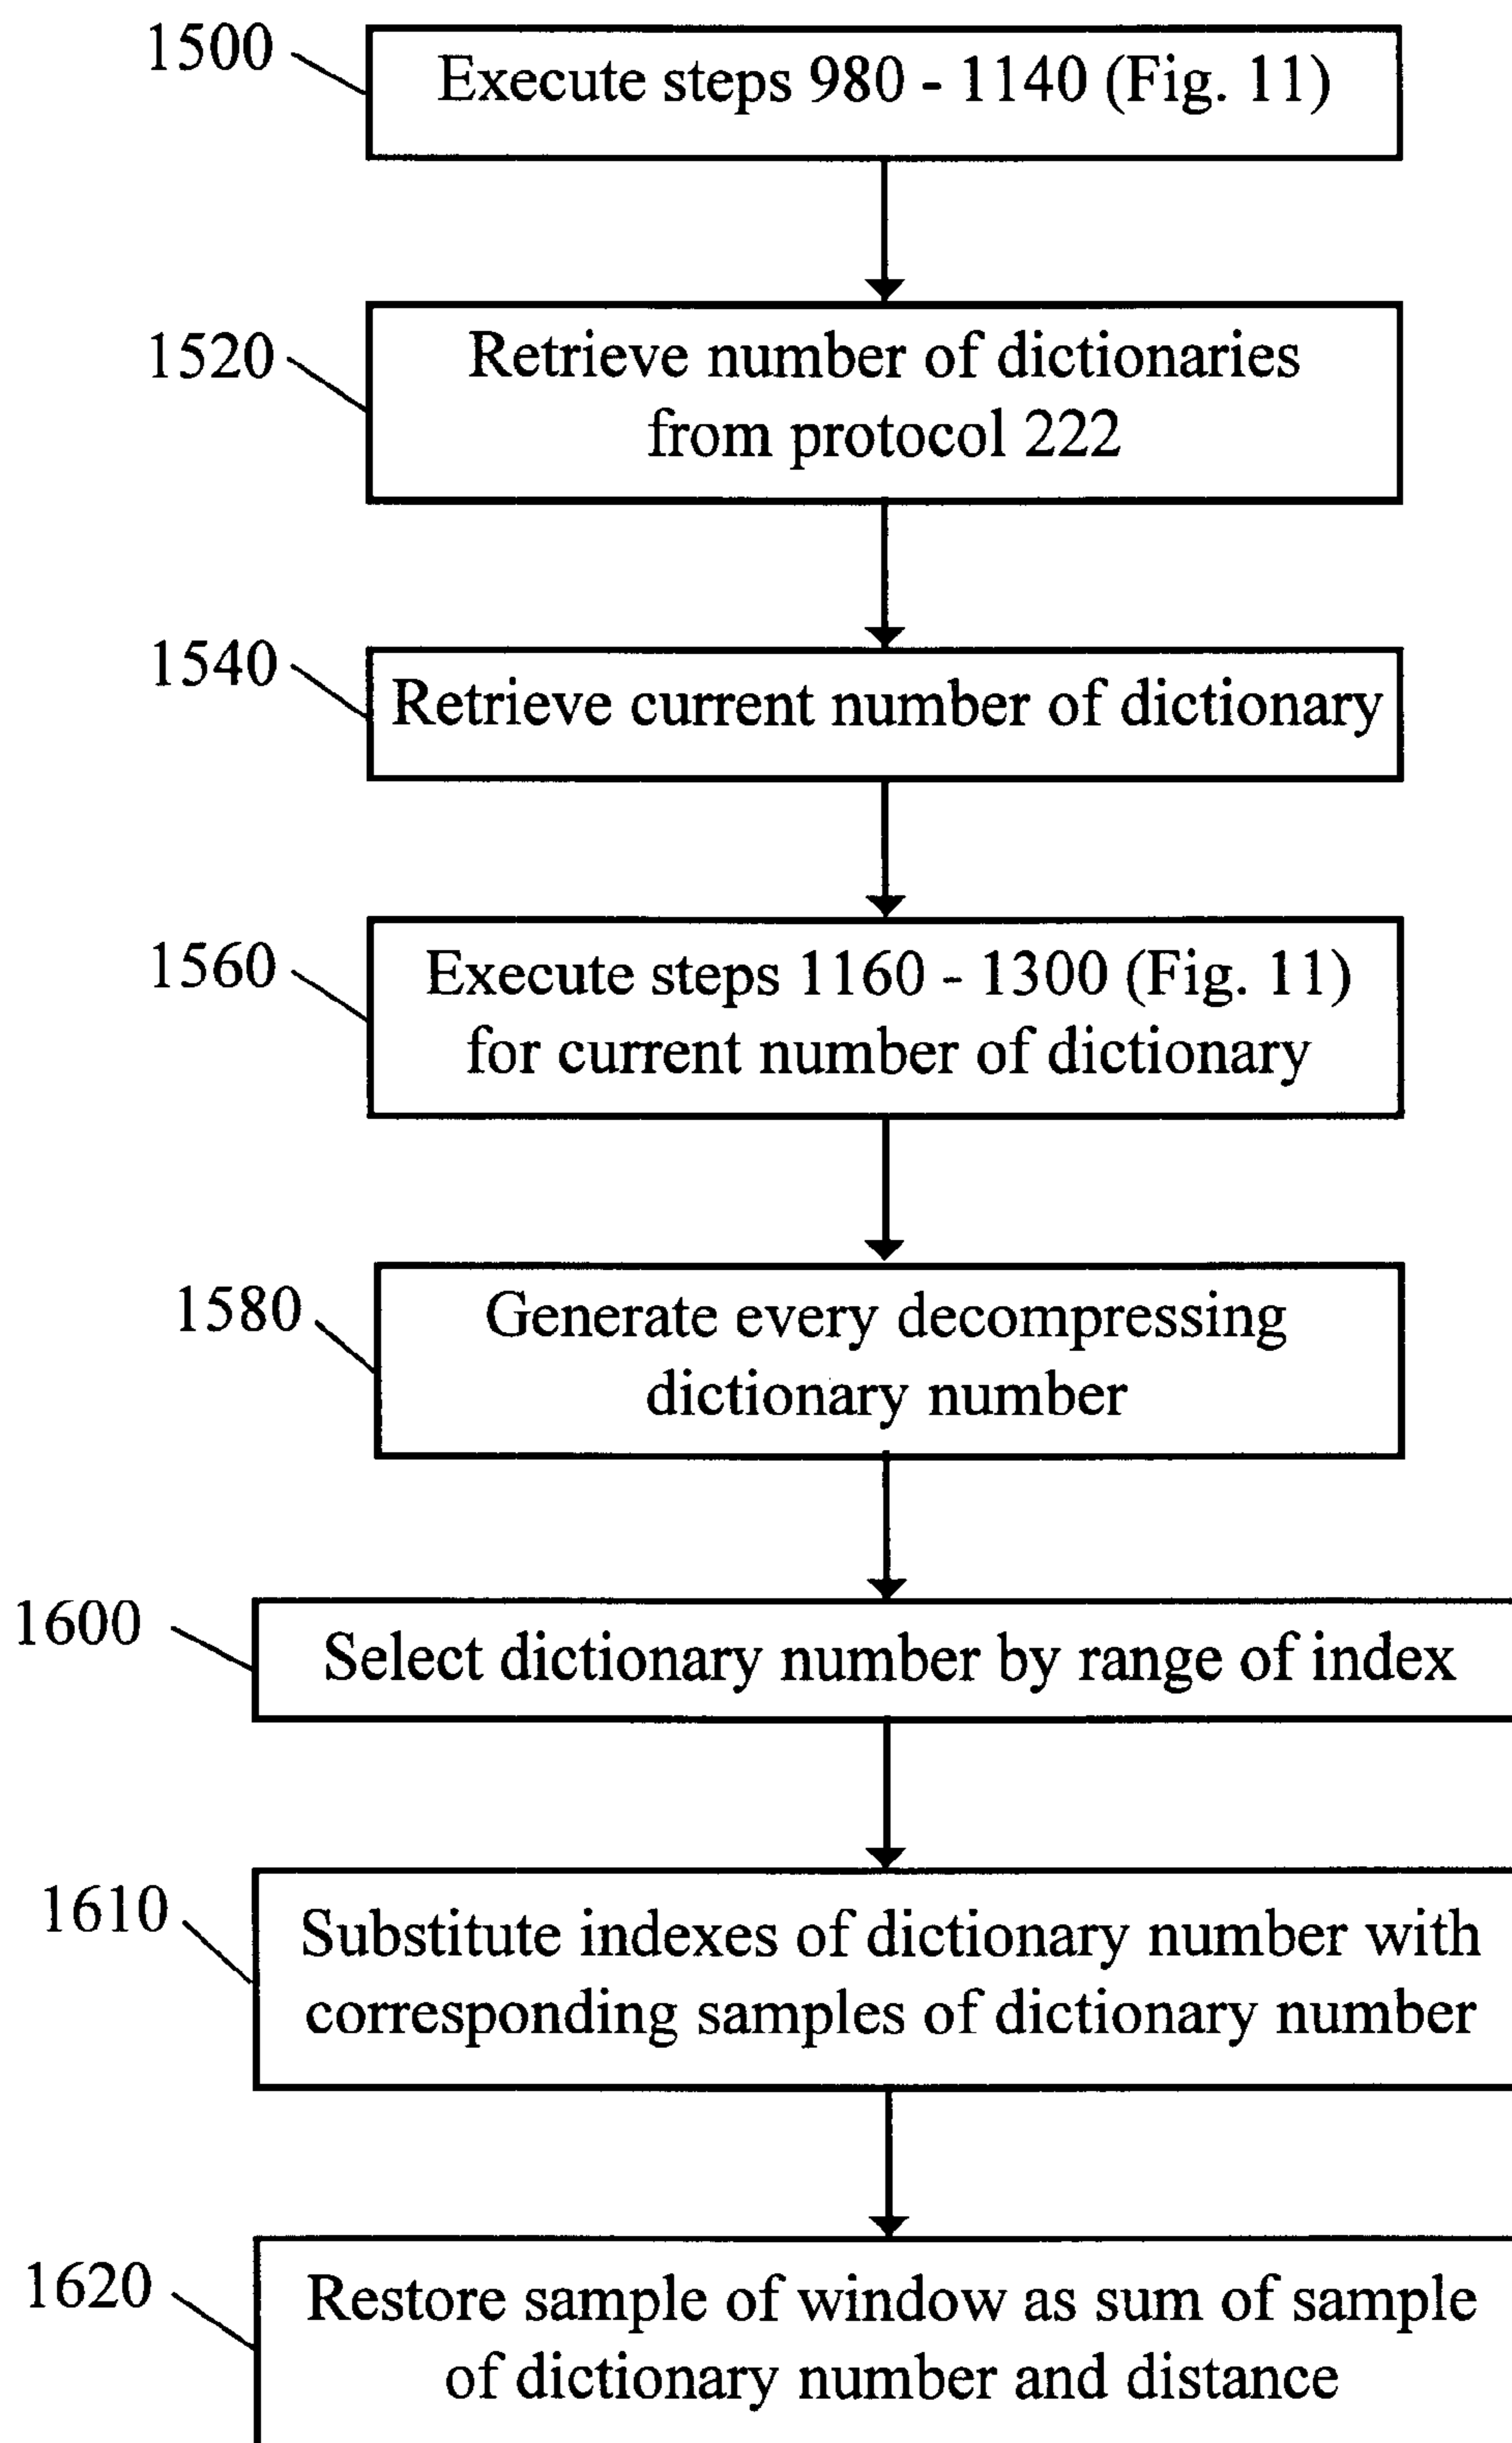 1500
Execute steps 980 - 1140 (Fig. 11)
1520
Retrieve number of dictionaries
from protocol 222
1540
Retrieve current number of dictionary
1560
Execute steps 1160 - 1300 (Fig. 11)
for current number of dictionary
1580
Generate every decompressing
dictionary number
1600
Select dictionary number by range of index
1610
Substitute indexes of dictionary number with
corresponding samples of dictionary number
1620
Restore sample of window as sum of sample
of dictionary number and distance